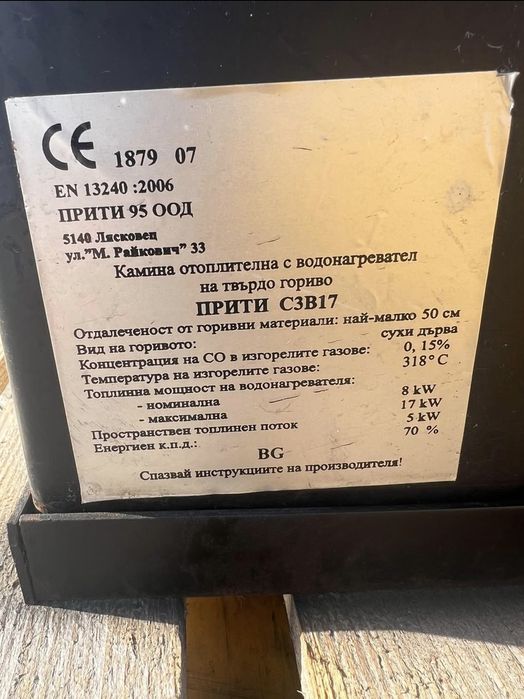 CE 1879 07
EN 13240 :2006
ПРИТИ 95 ООД
5140 Лясковец
ул."М. Райкович" 33
Камина отоплителна с водонагревател
на твърдо гориво
ПРИТИ С3В17
Отдалеченост от горивни материали: най-малко 50 см
Вид на горивото: сухи дърва
Концентрация на СО в изгорелите газове: 0, 15%
Температура на изгорелите газове: 318°С
Топлинна мощност на водонагревателя:
- номинална 8 kW
- максимална 17 kW
Пространствен топлинен поток 5 kW
Енергиен к.п.д.: 70 %
BG
Спазвай инструкциите на производителя!